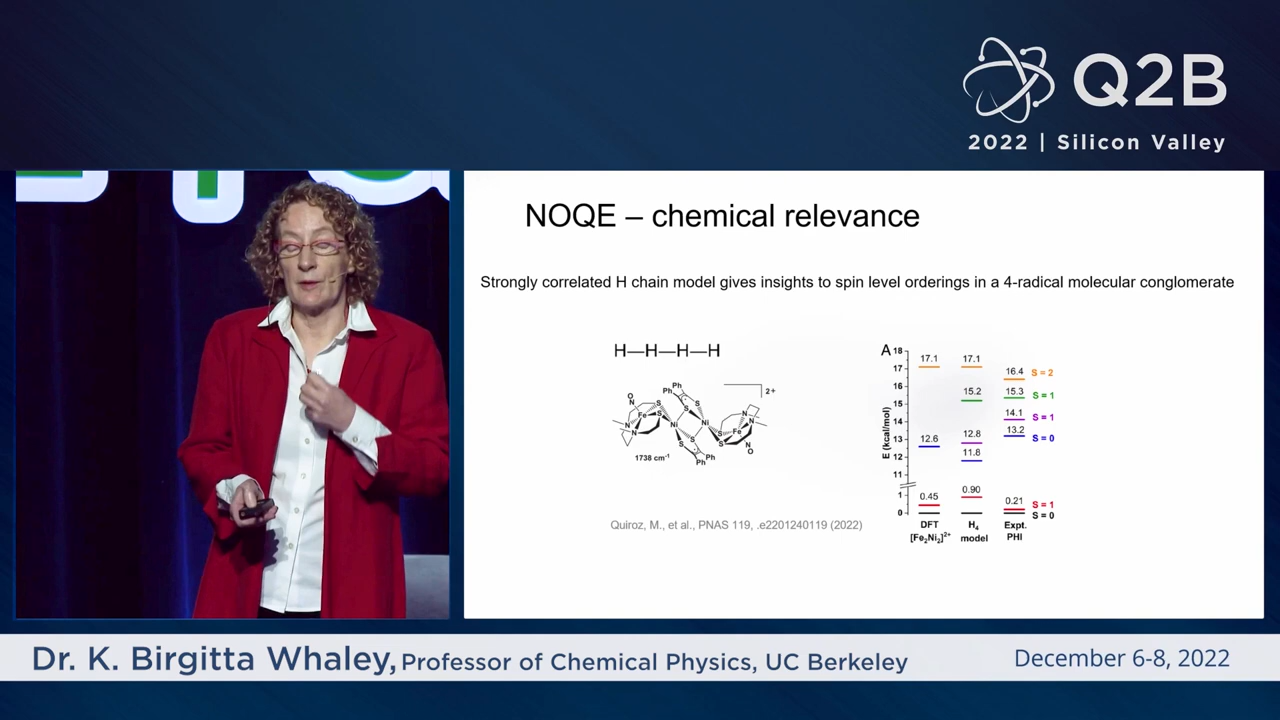 Q2B
2022 | Silicon Valley
NOQE – chemical relevance
Strongly correlated H chain model gives insights to spin level orderings in a 4-radical molecular conglomerate
H—H—H—H
2+
Ph
Ph
O
N
S
S
Fe
N
S
Ni
S
Ni
S
N
N
Fe
S
S
N
O
Ph
Ph
1738 cm-1
Quiroz, M., et al., PNAS 119, .e2201240119 (2022)
A
E (kcal/mol)
18
17
16
15
14
13
12
11
1
0
17.1
12.6
0.45
17.1
15.2
12.8
11.8
0.90
16.4
15.3
14.1
13.2
0.21
S = 2
S = 1
S = 1
S = 0
S = 1
S = 0
DFT
[Fe2Ni2]2+
H4
model
Expt.
PHI
Dr. K. Birgitta Whaley, Professor of Chemical Physics, UC Berkeley
December 6-8, 2022